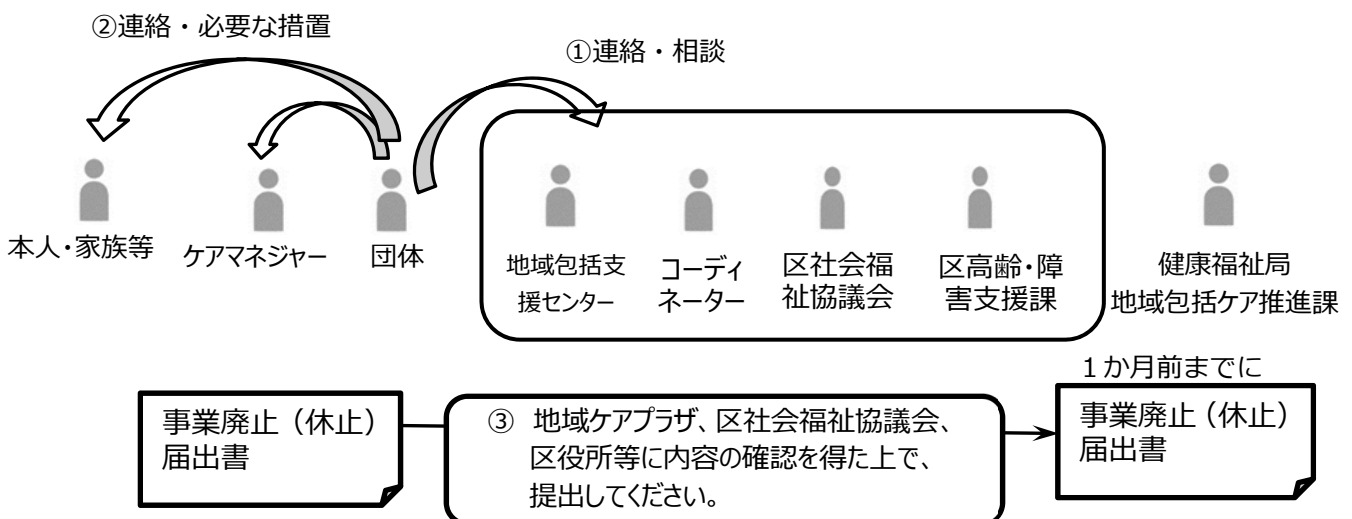 ②連絡・必要な措置
①連絡・相談
本人・家族等
ケアマネジャー
団体
地域包括支
援センター
コーディ
ネーター
区社会福
祉協議会
区高齢・障
害支援課
健康福祉局
地域包括ケア推進課
１か月前までに
事業廃止（休止）
届出書
③ 地域ケアプラザ、区社会福祉協議会、
区役所等に内容の確認を得た上で、
提出してください。
事業廃止（休止）
届出書